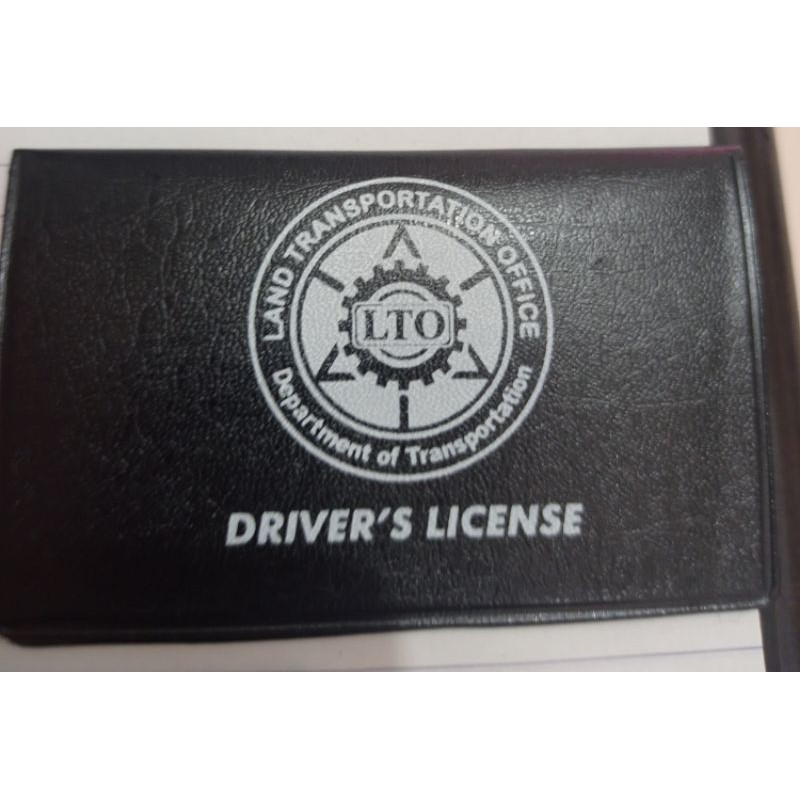 LAND TRANSPORTATION OFFICE
LTO
Department of Transportation
DRIVER'S LICENSE